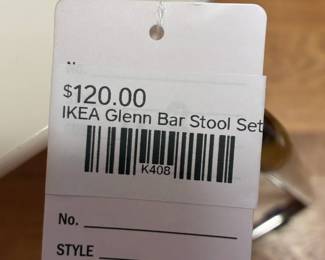 $120.00
IKEA Glenn Bar Stool Set
K408
No.
STYLE